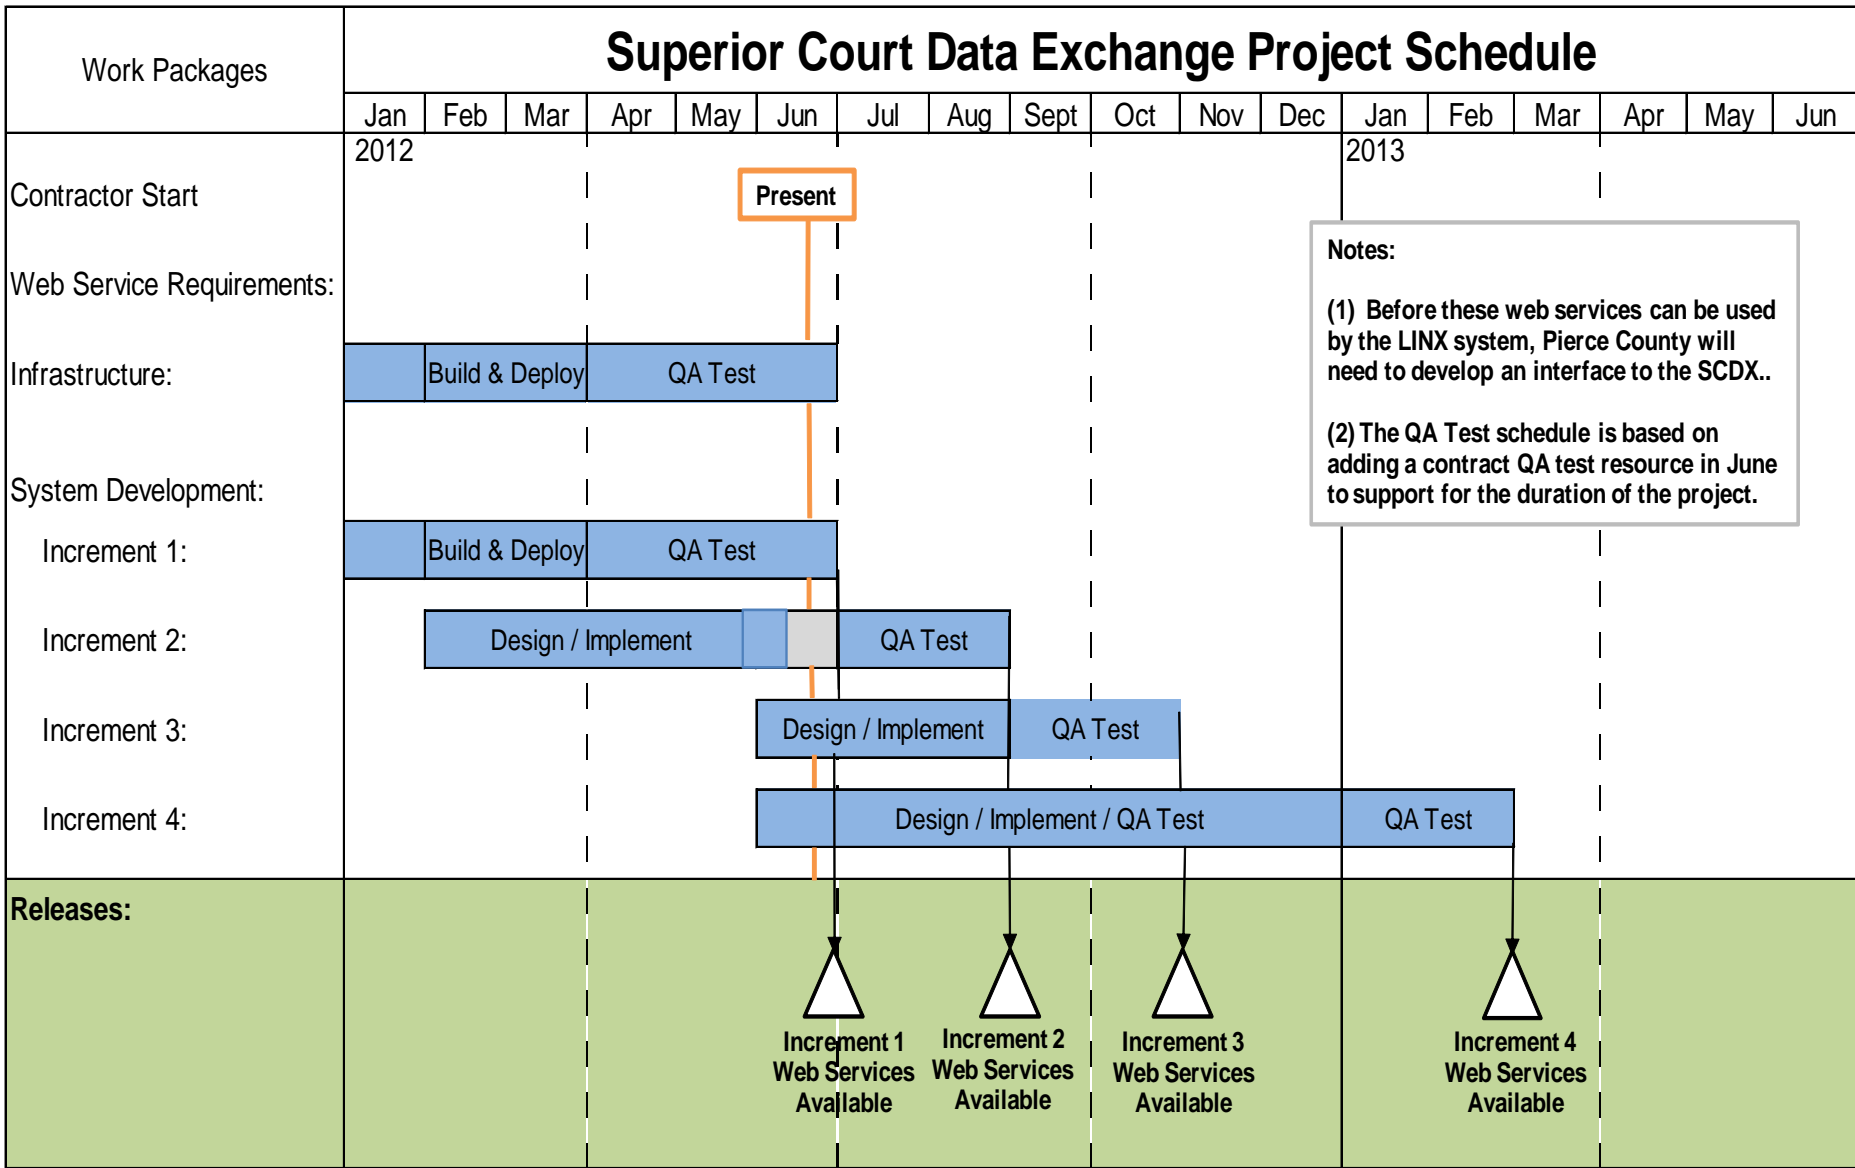 Work Packages
Superior Court Data Exchange Project Schedule
Jan Feb Mar Apr May Jun Jul Aug Sept Oct Nov Dec Jan Feb Mar Apr May Jun
2012 2013
Contractor Start
Present
Web Service Requirements:
Notes:
(1) Before these web services can be used
by the LINX system, Pierce County will
need to develop an interface to the SCDX..
(2) The QA Test schedule is based on
adding a contract QA test resource in June
to support for the duration of the project.
Infrastructure: Build & Deploy QA Test
System Development:
Increment 1: Build & Deploy QA Test
Increment 2: Design / Implement QA Test
Increment 3: Design / Implement QA Test
Increment 4: Design / Implement / QA Test QA Test
Releases:
Increment 1
Web Services
Available
Increment 2
Web Services
Available
Increment 3
Web Services
Available
Increment 4
Web Services
Available